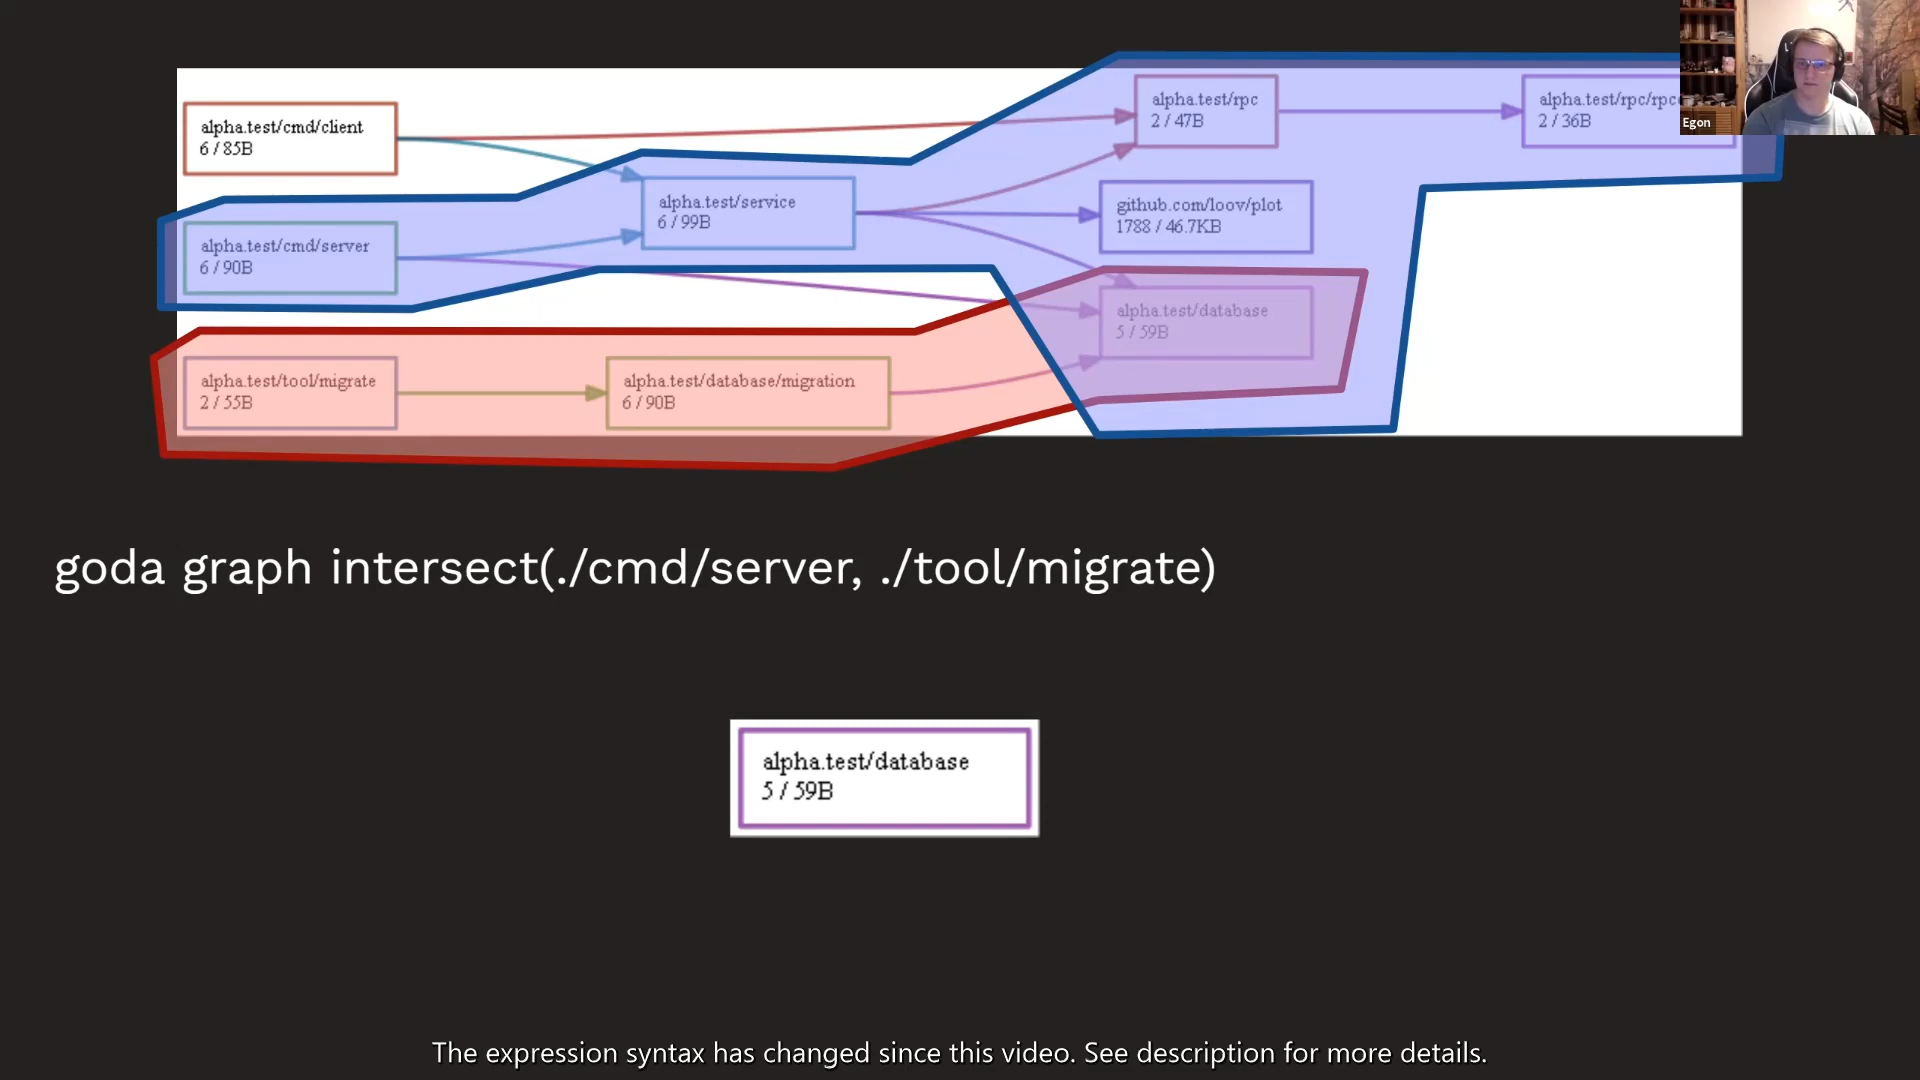 alpha.test/cmd/client
6 / 85B
alpha.test/rpc
2 / 47B
alpha.test/rpc/rpc
2 / 36B
Egon
alpha.test/service
6 / 99B
github.com/loov/plot
1788 / 46.7KB
alpha.test/cmd/server
6 / 90B
alpha.test/database
5 / 59B
alpha.test/tool/migrate
2 / 55B
alpha.test/database/migration
6 / 90B
goda graph intersect(./cmd/server, ./tool/migrate)
alpha.test/database
5 / 59B
The expression syntax has changed since this video. See description for more details.